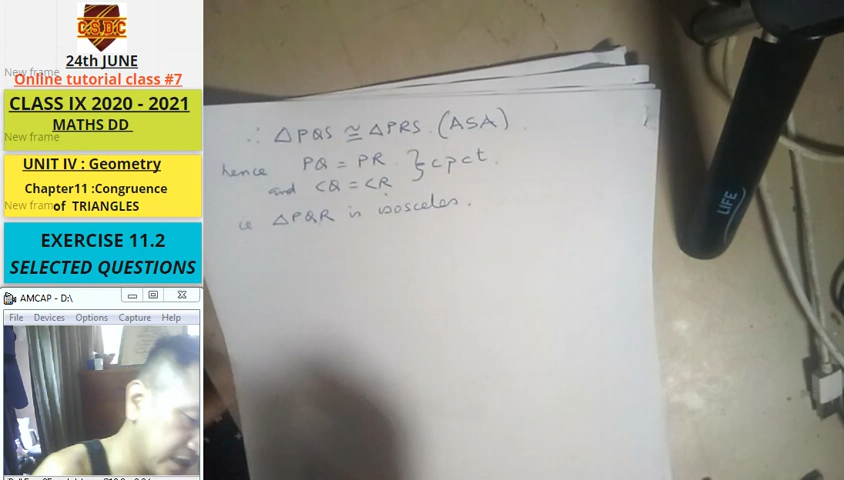 CSDC
24th JUNE
New frame
Online tutorial class #7
CLASS IX 2020 - 2021
MATHS DD
New frame
UNIT IV : Geometry
Chapter11 :Congruence
New frame
of TRIANGLES
EXERCISE 11.2
SELECTED QUESTIONS
AMCAP - D:\
File Devices Options Capture Help
∴ △PQS ≅ △PRS. (ASA)
hence PQ = PR. } cpct.
and ∠Q = ∠R
ie △PQR is isosceles.
LIFE